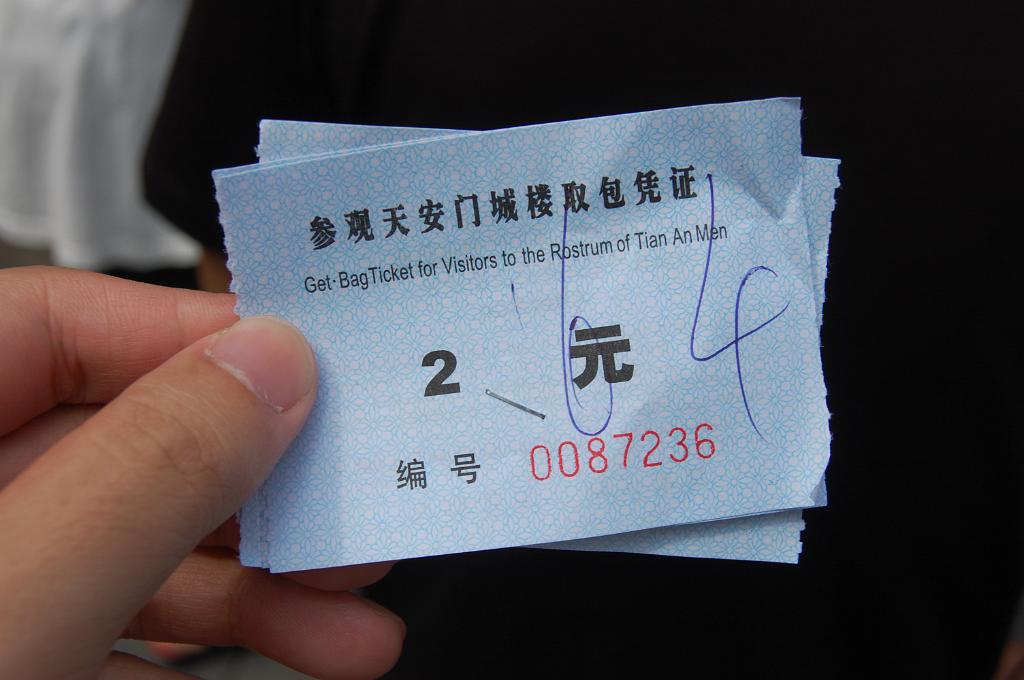 参观天安门城楼取包凭证
Get·BagTicket for Visitors to the Rostrum of Tian An Men
64
2 元
编号 0087236